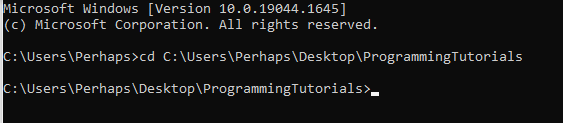 Microsoft Windows [Version 10.0.19044.1645]
(c) Microsoft Corporation. All rights reserved.
C:\Users\Perhaps>cd C:\Users\Perhaps\Desktop\ProgrammingTutorials
C:\Users\Perhaps\Desktop\ProgrammingTutorials>